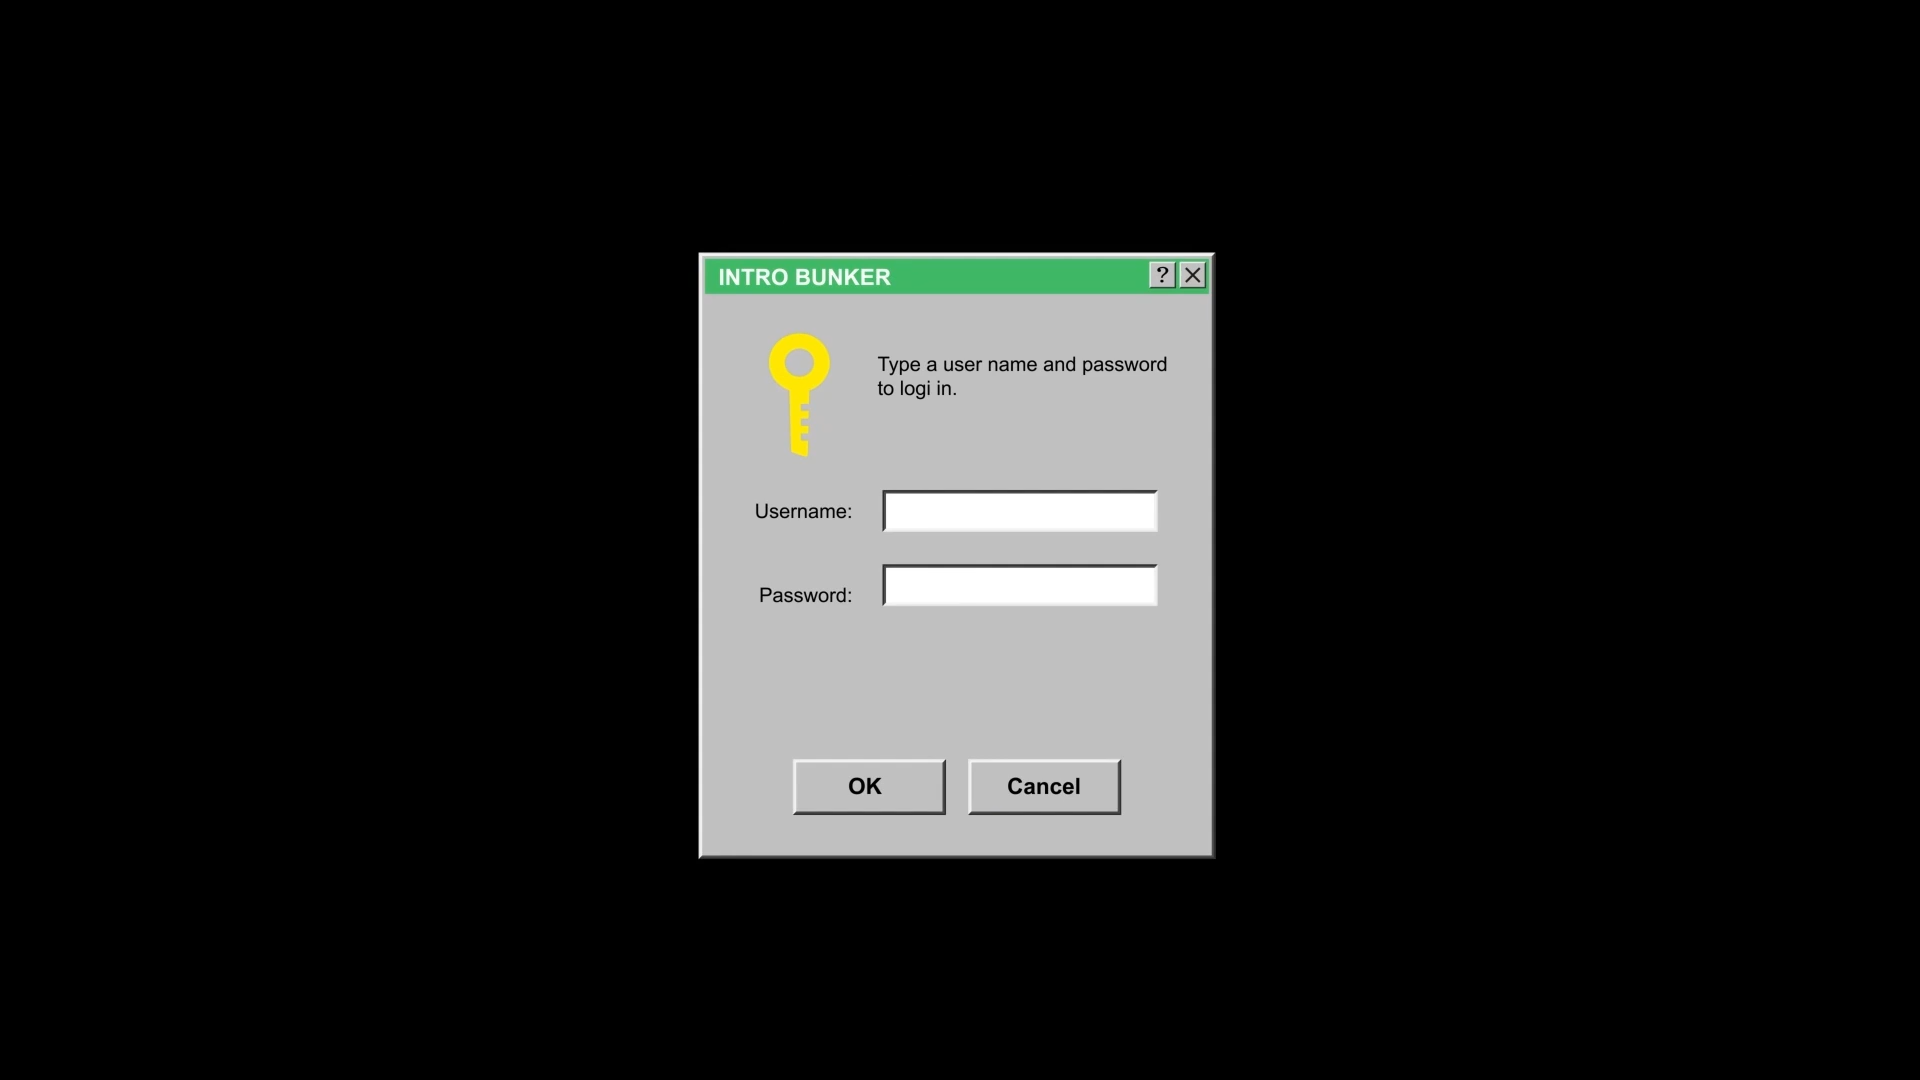 INTRO BUNKER
?
Type a user name and password
to logi in.
Username:
Password:
OK
Cancel